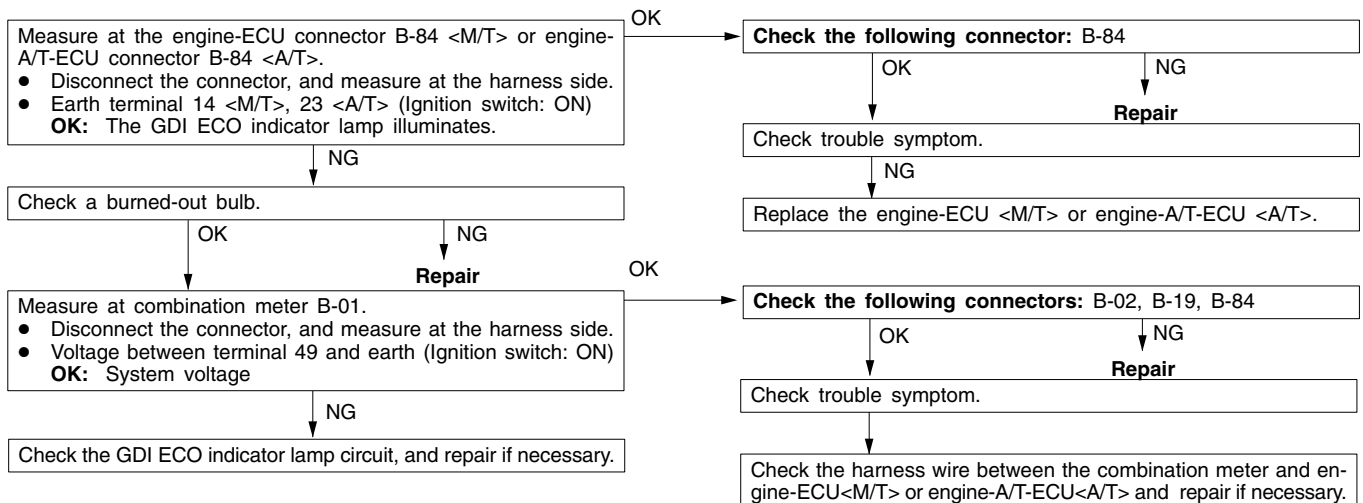 Measure at the engine-ECU connector B-84 <M/T> or engine-
A/T-ECU connector B-84 <A/T>.
● Disconnect the connector, and measure at the harness side.
● Earth terminal 14 <M/T>, 23 <A/T> (Ignition switch: ON)
OK: The GDI ECO indicator lamp illuminates.
OK
Check the following connector: B-84
OK
NG
Repair
Check trouble symptom.
NG
Replace the engine-ECU <M/T> or engine-A/T-ECU <A/T>.
NG
Check a burned-out bulb.
OK
NG
Repair
Measure at combination meter B-01.
● Disconnect the connector, and measure at the harness side.
● Voltage between terminal 49 and earth (Ignition switch: ON)
OK: System voltage
OK
Check the following connectors: B-02, B-19, B-84
OK
NG
Repair
Check trouble symptom.
Check the harness wire between the combination meter and en-
gine-ECU<M/T> or engine-A/T-ECU<A/T> and repair if necessary.
NG
Check the GDI ECO indicator lamp circuit, and repair if necessary.